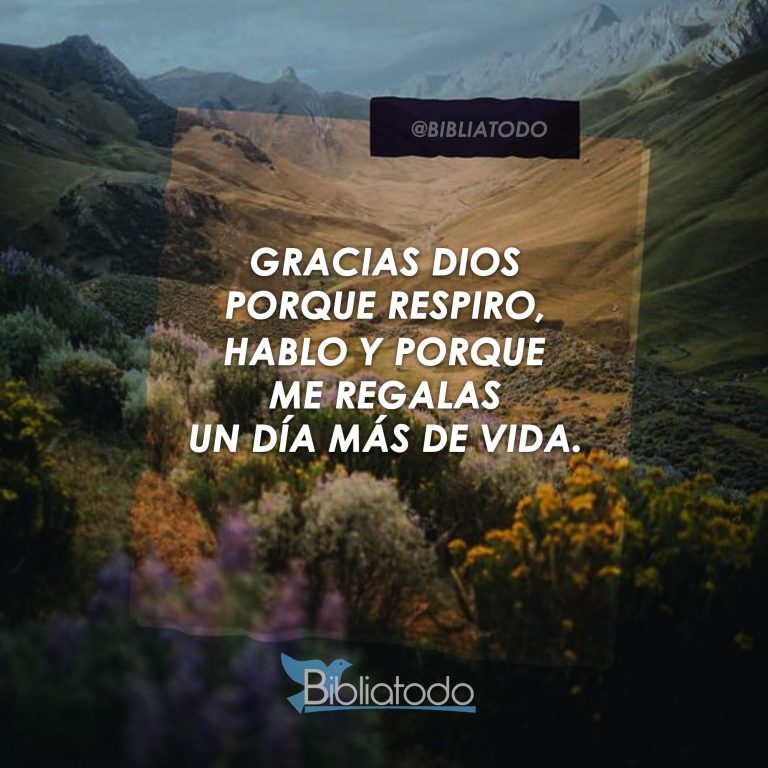 @BIBLIATODO
GRACIAS DIOS
PORQUE RESPIRO,
HABLO Y PORQUE
ME REGALAS
UN DÍA MÁS DE VIDA.
Bibliatodo